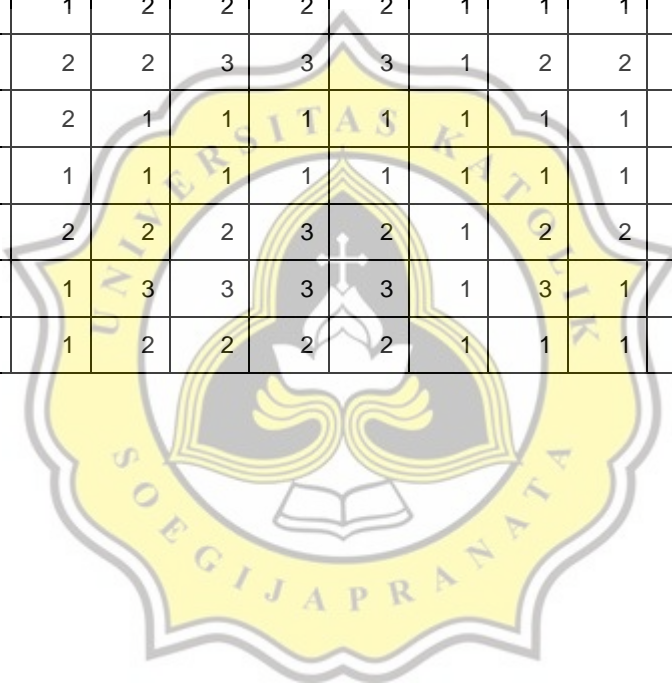 1 2 2 2 2 1 1 1
2 2 3 3 3 1 2 2
2 1 1 1 1 1 1 1
1 1 1 1 1 1 1 1
2 2 2 3 2 1 2 2
1 3 3 3 3 1 3 1
1 2 2 2 2 1 1 1
UNIVERSITAS KATOLIK
SOEGIJAPRANATA